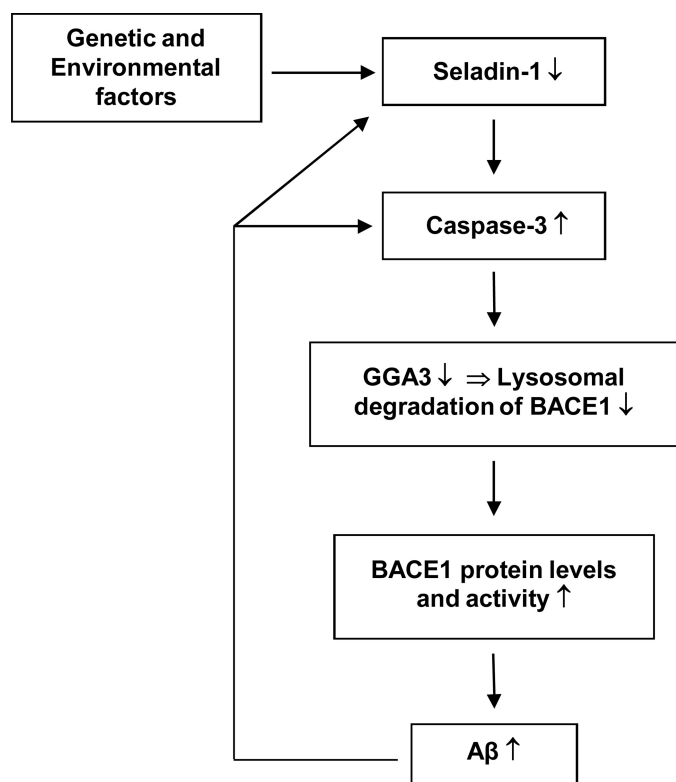 Genetic and
Environmental
factors
Seladin-1 ↓
Caspase-3 ↑
GGA3 ↓ ⇒ Lysosomal
degradation of BACE1 ↓
BACE1 protein levels
and activity ↑
Aβ ↑